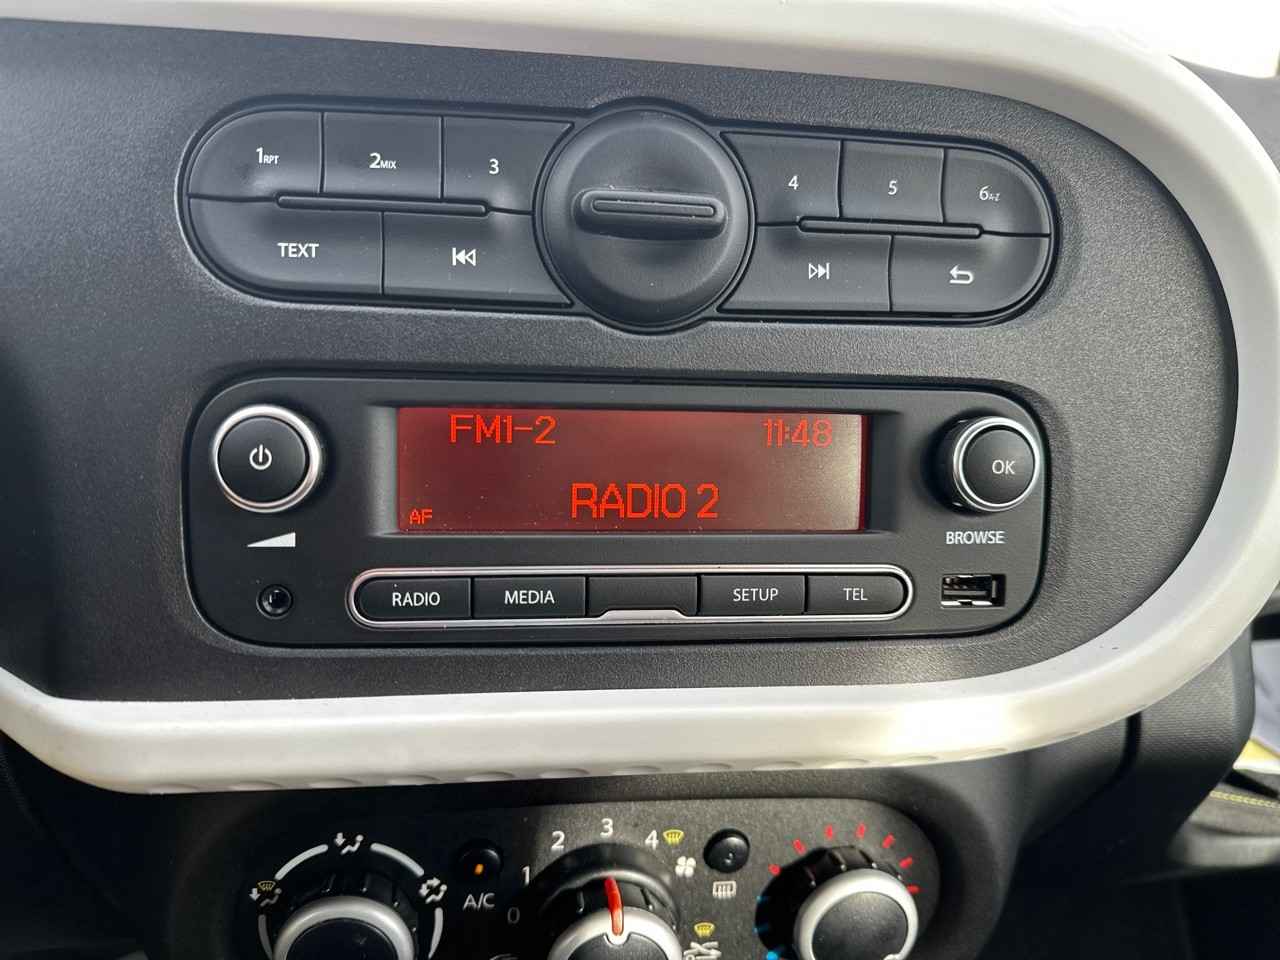 1RPT 2MIX 3 4 5 6A-Z
TEXT
FM1-2 11:48
RADIO 2
AF
OK
BROWSE
RADIO MEDIA SETUP TEL
0 1 2 3 4
A/C